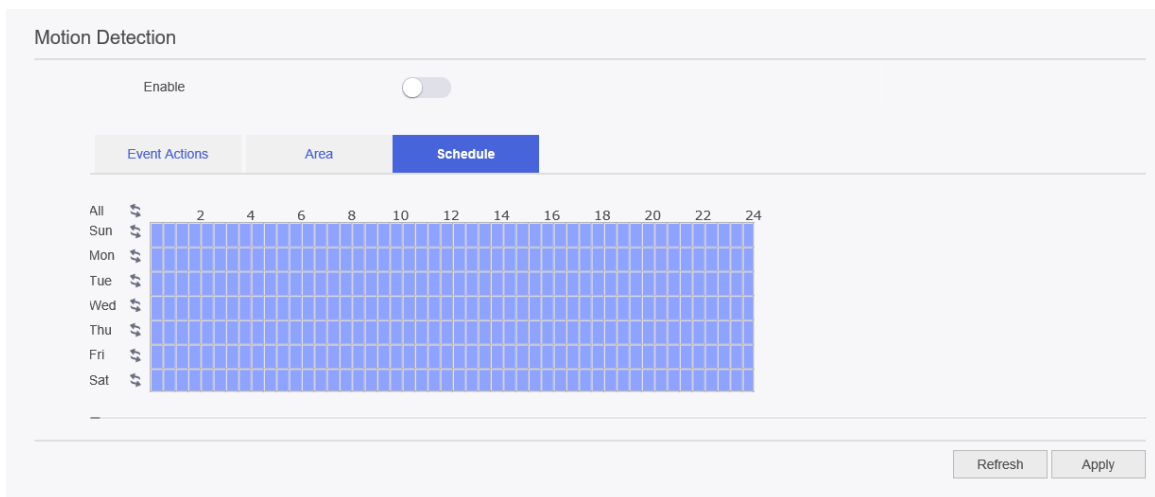 Motion Detection
Enable
Event Actions Area Schedule
All 2 4 6 8 10 12 14 16 18 20 22 24
Sun
Mon
Tue
Wed
Thu
Fri
Sat
Refresh Apply